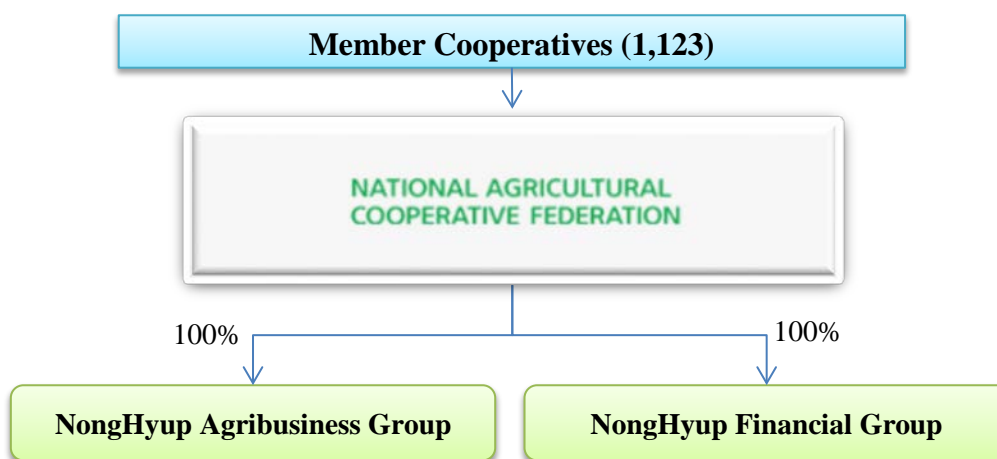 Member Cooperatives (1,123)
NATIONAL AGRICULTURAL
COOPERATIVE FEDERATION
100%
100%
NongHyup Agribusiness Group
NongHyup Financial Group